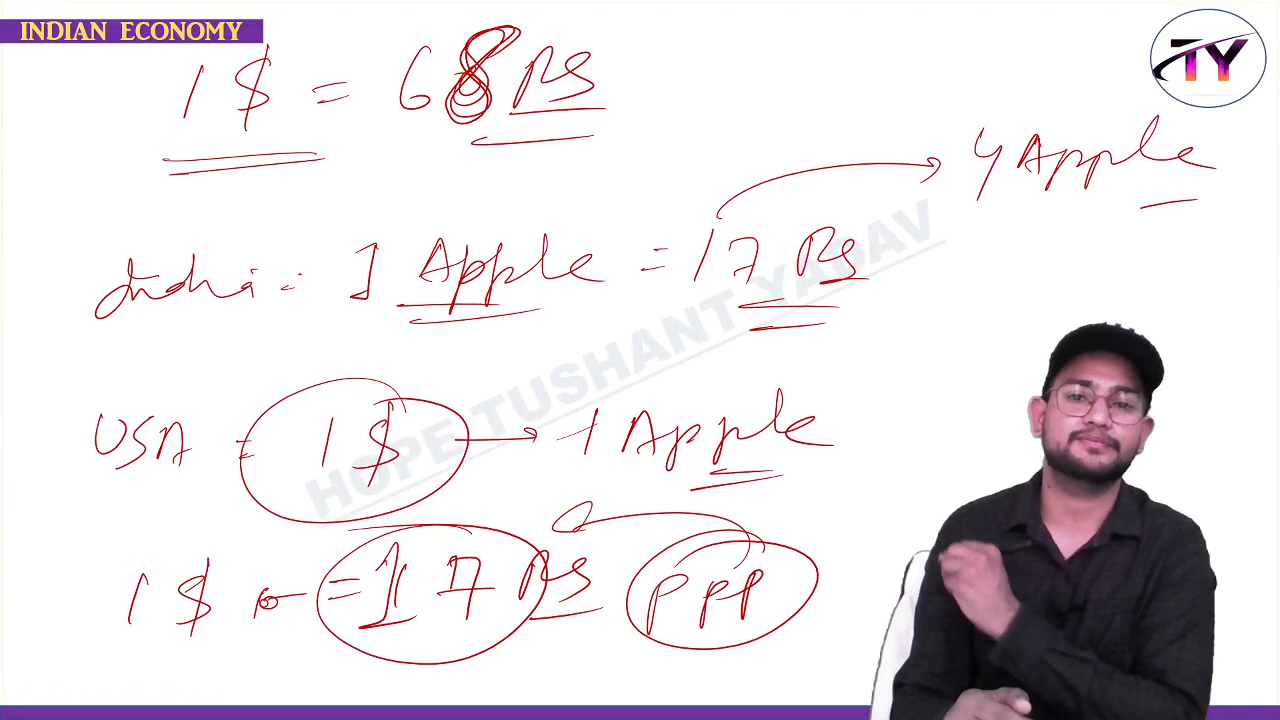 INDIAN ECONOMY
TY
1 $ = 68 Rs
4 Apple
India = 1 Apple = 17 Rs
HOPE TUSHANT YADAV
USA = 1 $ → 1 Apple
1 $ = 17 Rs PPP